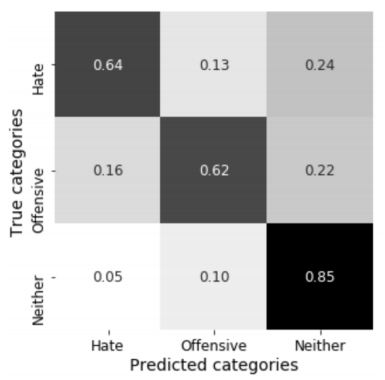 True categories
Hate
0.64 0.13 0.24
Offensive
0.16 0.62 0.22
Neither
0.05 0.10 0.85
Hate Offensive Neither
Predicted categories